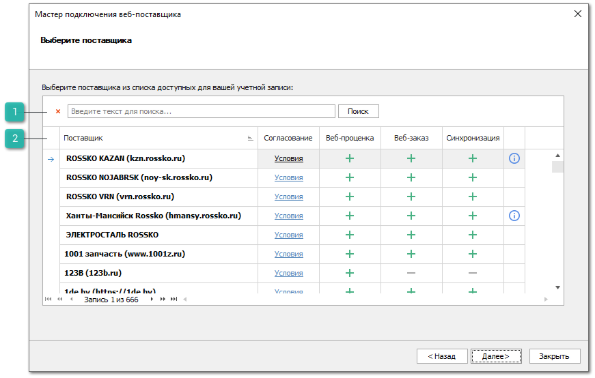 Мастер подключения веб-поставщика
Выберите поставщика
Выберите поставщика из списка доступных для вашей учетной записи:
1
Введите текст для поиска...
Поиск
2
Поставщик Согласование Веб-проценка Веб-заказ Синхронизация
ROSSKO KAZAN (kzn.rossko.ru) Условия
ROSSKO NOJABRSK (noy-sk.rossko.ru) Условия
ROSSKO VRN (vrn.rossko.ru) Условия
Ханты-Мансийск Rossko (hmansy.rossko.ru) Условия
ЭЛЕКТРОСТАЛЬ ROSSKO Условия
1001 запчасть (www.1001z.ru) Условия
123В (123b.ru) Условия
1de.by (https://1de.by) Условия
Запись 1 из 666
< Назад Далее > Закрыть